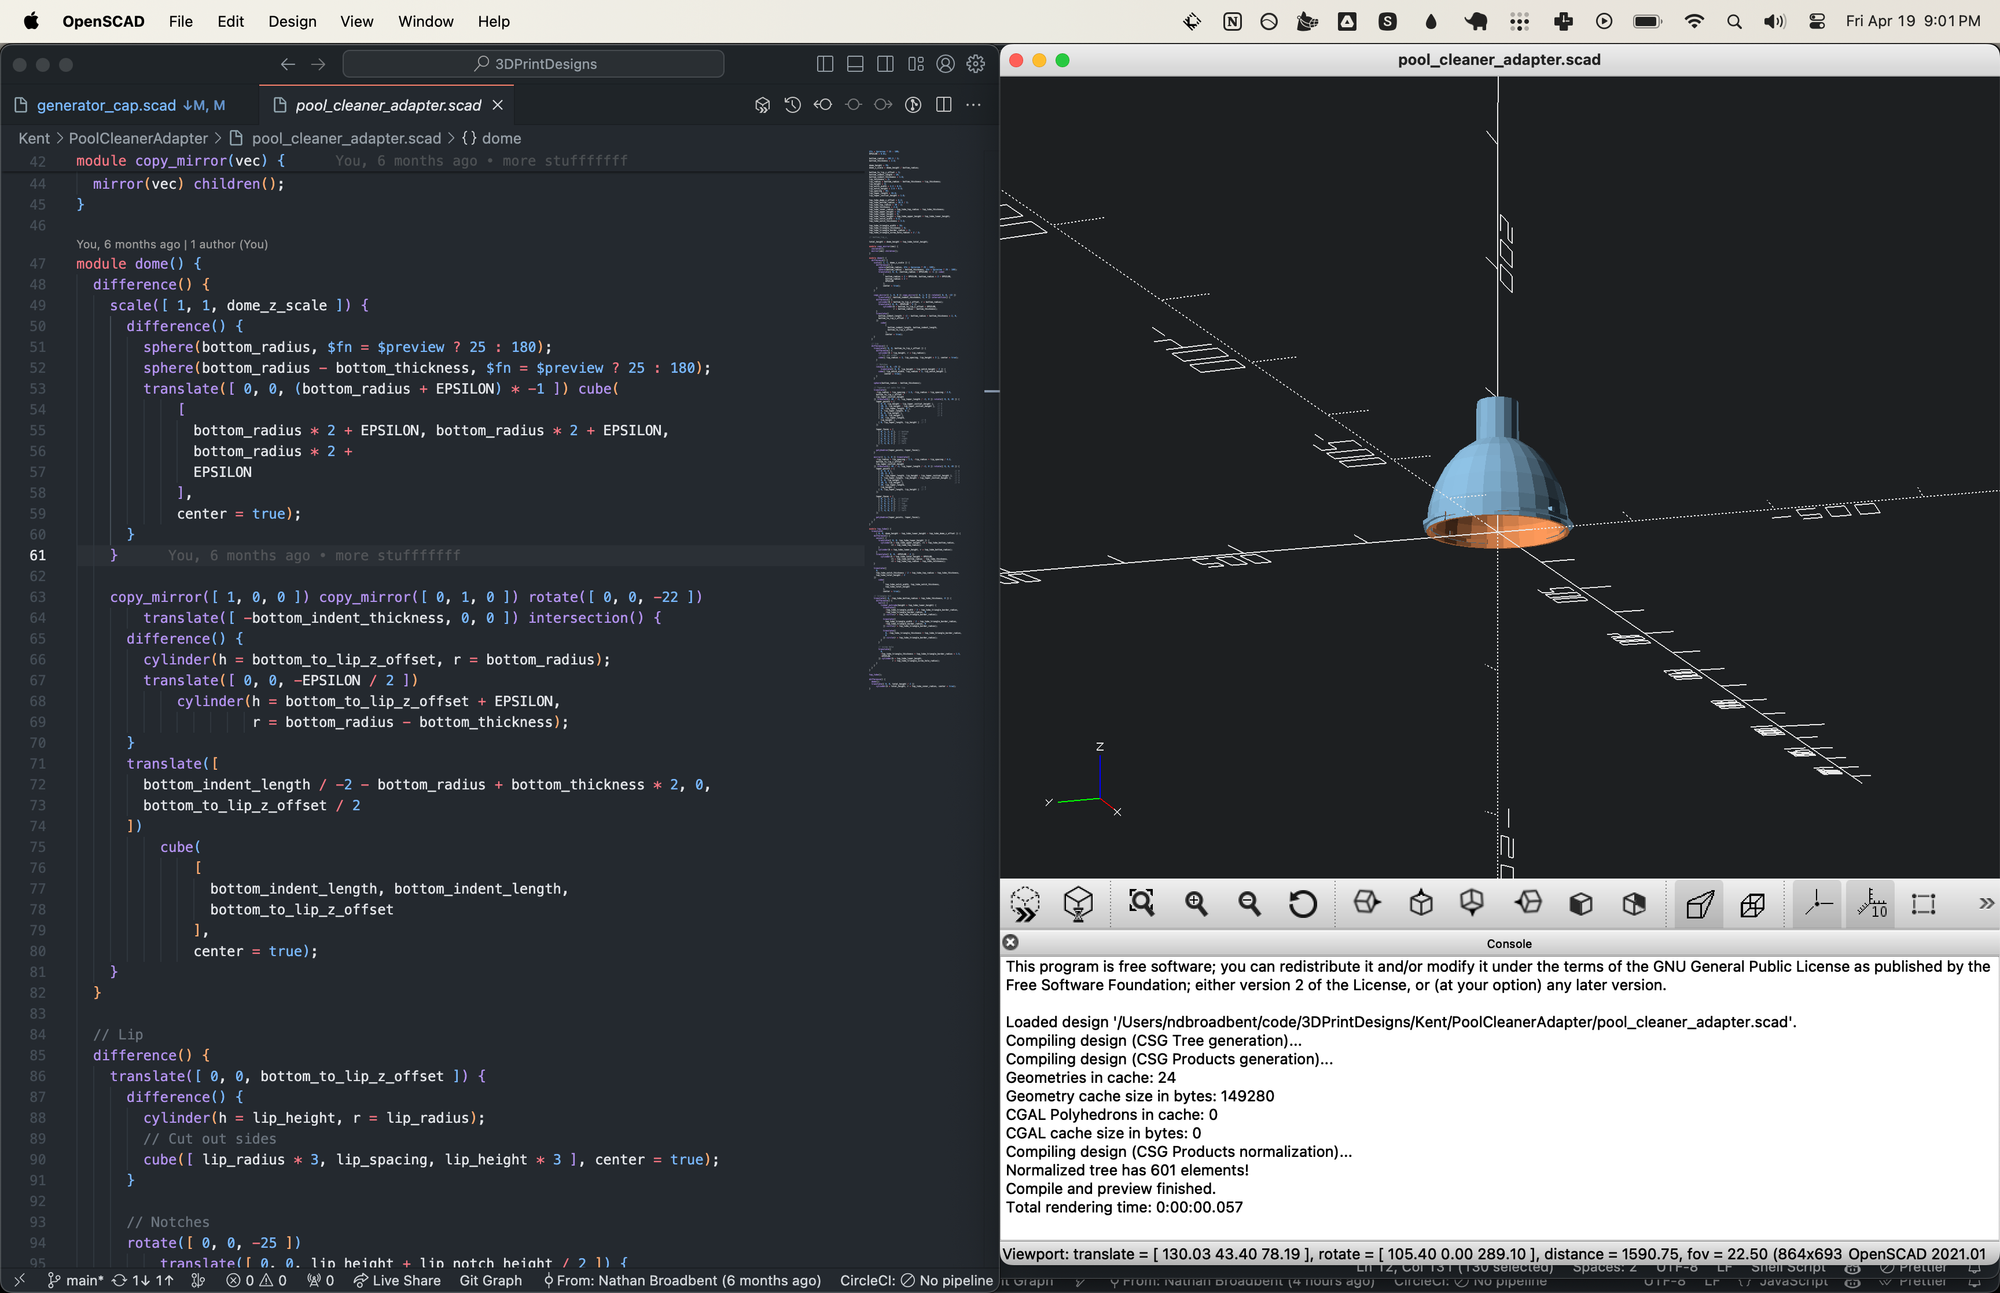 OpenSCAD File Edit Design View Window Help
Fri Apr 19 9:01 PM
3DPrintDesigns
generator_cap.scad ↓M, M
pool_cleaner_adapter.scad
Kent > PoolCleanerAdapter > pool_cleaner_adapter.scad > {} dome
42 module copy_mirror(vec) { You, 6 months ago • more stufffffff
44 mirror(vec) children();
45 }
46
You, 6 months ago | 1 author (You)
47 module dome() {
48 difference() {
49 scale([ 1, 1, dome_z_scale ]) {
50 difference() {
51 sphere(bottom_radius, $fn = $preview ? 25 : 180);
52 sphere(bottom_radius - bottom_thickness, $fn = $preview ? 25 : 180);
53 translate([ 0, 0, (bottom_radius + EPSILON) * -1 ]) cube(
54 [
55 bottom_radius * 2 + EPSILON, bottom_radius * 2 + EPSILON,
56 bottom_radius * 2 +
57 EPSILON
58 ],
59 center = true);
60 }
61 } You, 6 months ago • more stufffffff
62
63 copy_mirror([ 1, 0, 0 ]) copy_mirror([ 0, 1, 0 ]) rotate([ 0, 0, -22 ])
64 translate([ -bottom_indent_thickness, 0, 0 ]) intersection() {
65 difference() {
66 cylinder(h = bottom_to_lip_z_offset, r = bottom_radius);
67 translate([ 0, 0, -EPSILON / 2 ])
68 cylinder(h = bottom_to_lip_z_offset + EPSILON,
69 r = bottom_radius - bottom_thickness);
70 }
71 translate([
72 bottom_indent_length / -2 - bottom_radius + bottom_thickness * 2, 0,
73 bottom_to_lip_z_offset / 2
74 ])
75 cube(
76 [
77 bottom_indent_length, bottom_indent_length,
78 bottom_to_lip_z_offset
79 ],
80 center = true);
81 }
82 }
83
84 // Lip
85 difference() {
86 translate([ 0, 0, bottom_to_lip_z_offset ]) {
87 difference() {
88 cylinder(h = lip_height, r = lip_radius);
89 // Cut out sides
90 cube([ lip_radius * 3, lip_spacing, lip_height * 3 ], center = true);
91 }
92
93 // Notches
94 rotate([ 0, 0, -25 ])
95 translate([ 0, 0, lip_height + lip_notch_height / 2 ]) {
main* 1↓ 1↑ 0 0 0 Live Share Git Graph From: Nathan Broadbent (6 months ago) CircleCI: No pipeline
pool_cleaner_adapter.scad
Z
Y
X
10
Console
This program is free software; you can redistribute it and/or modify it under the terms of the GNU General Public License as published by the
Free Software Foundation; either version 2 of the License, or (at your option) any later version.
Loaded design '/Users/ndbroadbent/code/3DPrintDesigns/Kent/PoolCleanerAdapter/pool_cleaner_adapter.scad'.
Compiling design (CSG Tree generation)...
Compiling design (CSG Products generation)...
Geometries in cache: 24
Geometry cache size in bytes: 149280
CGAL Polyhedrons in cache: 0
CGAL cache size in bytes: 0
Compiling design (CSG Products normalization)...
Normalized tree has 601 elements!
Compile and preview finished.
Total rendering time: 0:00:00.057
Viewport: translate = [ 130.03 43.40 78.19 ], rotate = [ 105.40 0.00 289.10 ], distance = 1590.75, fov = 22.50 (864x693 OpenSCAD 2021.01